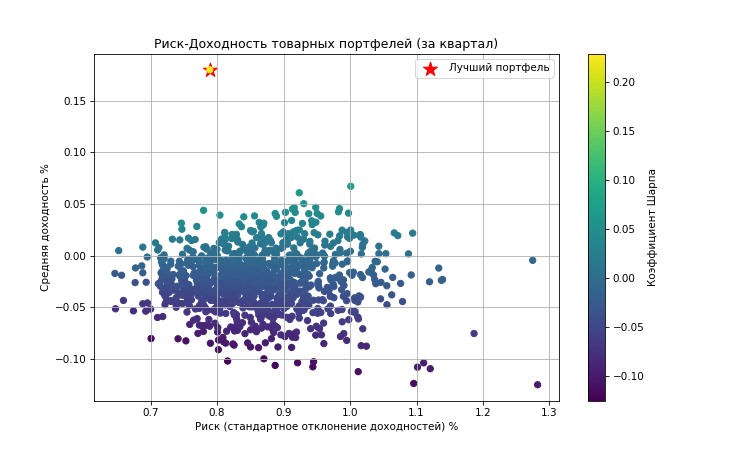 Риск-Доходность товарных портфелей (за квартал)
Лучший портфель
Средняя доходность %
0.15
0.10
0.05
0.00
−0.05
−0.10
0.7 0.8 0.9 1.0 1.1 1.2 1.3
Риск (стандартное отклонение доходностей) %
0.20
0.15
0.10
0.05
0.00
−0.05
−0.10
Коэффициент Шарпа